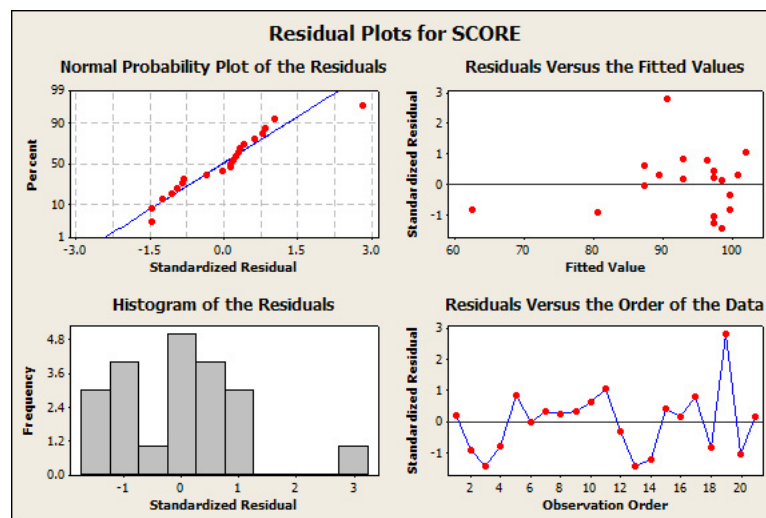 Residual Plots for SCORE
Normal Probability Plot of the Residuals
99
90
50
10
1
Percent
-3.0 -1.5 0.0 1.5 3.0
Standardized Residual
Residuals Versus the Fitted Values
3
2
1
0
-1
Standardized Residual
60 70 80 90 100
Fitted Value
Histogram of the Residuals
4.8
3.6
2.4
1.2
0.0
Frequency
-1 0 1 2 3
Standardized Residual
Residuals Versus the Order of the Data
3
2
1
0
-1
Standardized Residual
2 4 6 8 10 12 14 16 18 20
Observation Order